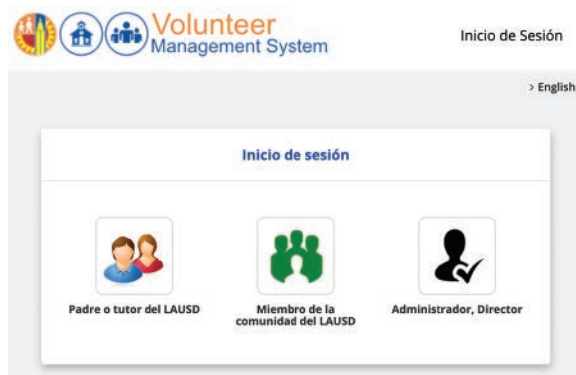 Volunteer
Management System
Inicio de Sesión
> English
Inicio de sesión
Padre o tutor del LAUSD
Miembro de la
comunidad del LAUSD
Administrador, Director